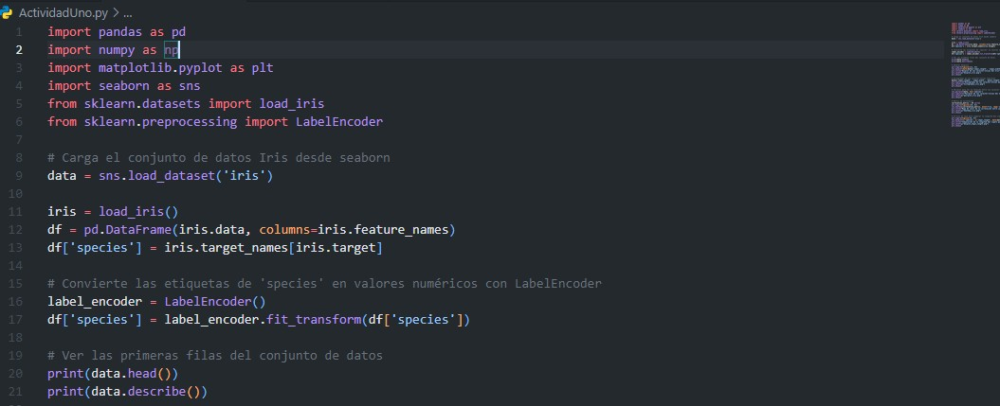 ActividadUno.py > ...
1 import pandas as pd
2 import numpy as np
3 import matplotlib.pyplot as plt
4 import seaborn as sns
5 from sklearn.datasets import load_iris
6 from sklearn.preprocessing import LabelEncoder
7
8 # Carga el conjunto de datos Iris desde seaborn
9 data = sns.load_dataset('iris')
10
11 iris = load_iris()
12 df = pd.DataFrame(iris.data, columns=iris.feature_names)
13 df['species'] = iris.target_names[iris.target]
14
15 # Convierte las etiquetas de 'species' en valores numéricos con LabelEncoder
16 label_encoder = LabelEncoder()
17 df['species'] = label_encoder.fit_transform(df['species'])
18
19 # Ver las primeras filas del conjunto de datos
20 print(data.head())
21 print(data.describe())